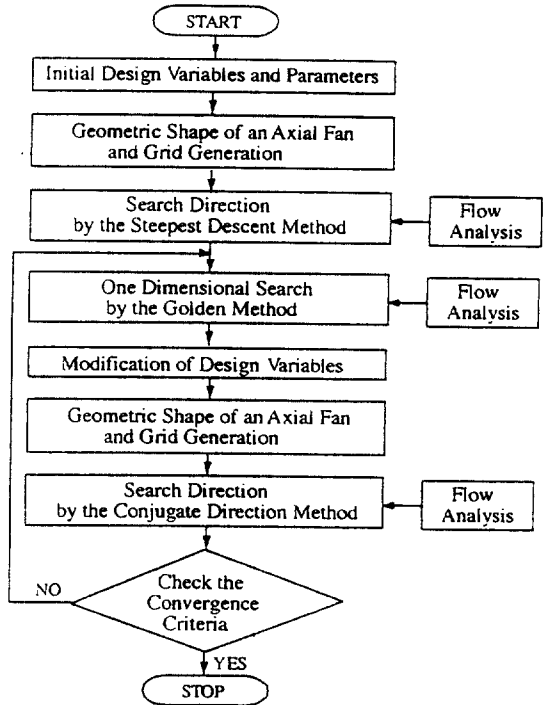 START
Initial Design Variables and Parameters
Geometric Shape of an Axial Fan
and Grid Generation
Search Direction
by the Steepest Descent Method
Flow
Analysis
One Dimensional Search
by the Golden Method
Flow
Analysis
Modification of Design Variables
Geometric Shape of an Axial Fan
and Grid Generation
Search Direction
by the Conjugate Direction Method
Flow
Analysis
NO
Check the
Convergence
Criteria
YES
STOP